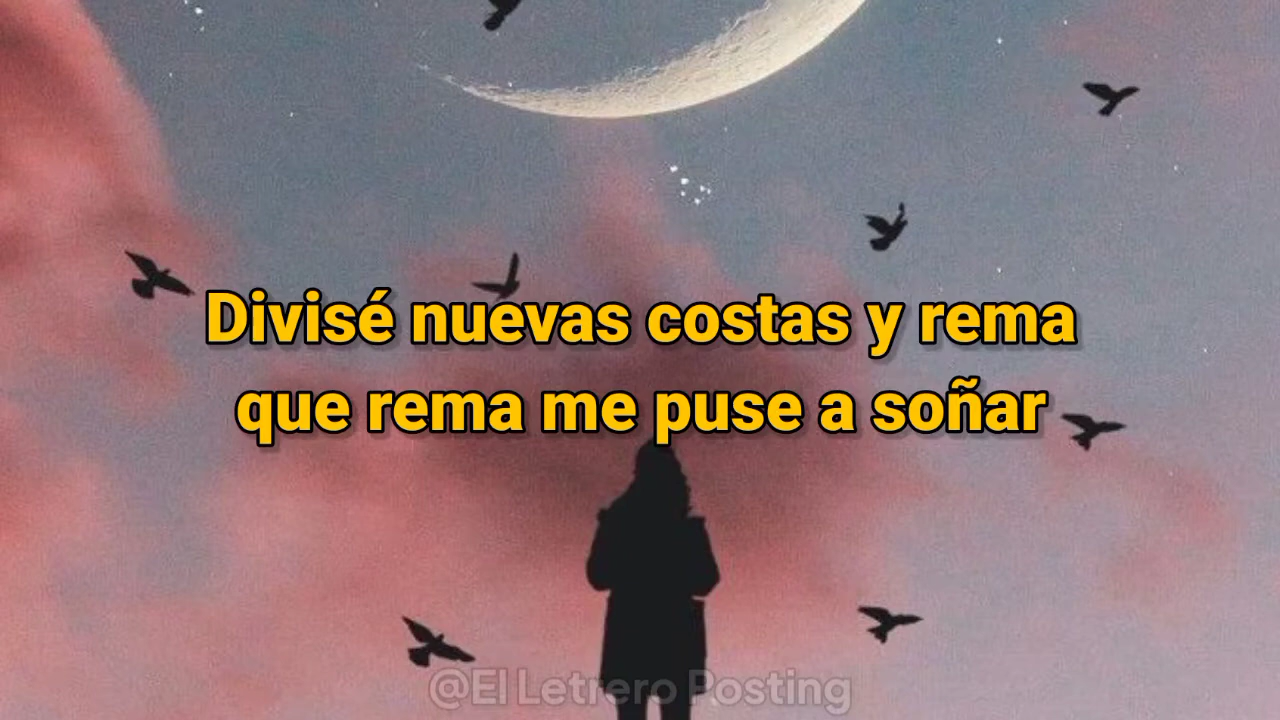 Divisé nuevas costas y rema
que rema me puse a soñar
@El Letrero Posting